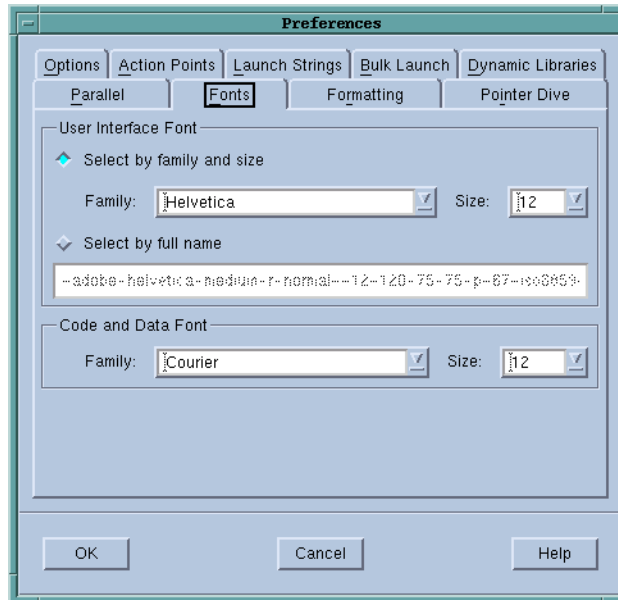 Preferences
Options Action Points Launch Strings Bulk Launch Dynamic Libraries
Parallel Fonts Formatting Pointer Dive
User Interface Font
Select by family and size
Family: Helvetica Size: 12
Select by full name
-adobe-helvetica-medium-r-normal--12-120-75-75-p-67-iso8859-
Code and Data Font
Family: Courier Size: 12
OK Cancel Help